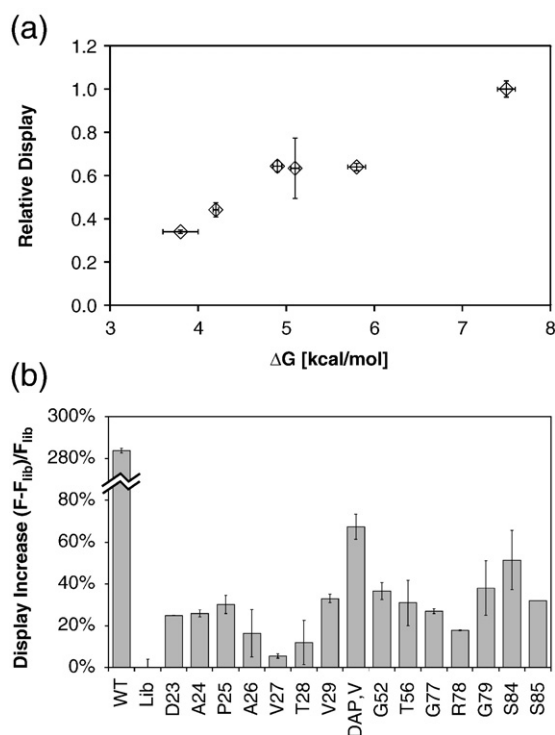 (a)
1.2
1.0
0.8
0.6
0.4
0.2
0.0
Relative Display
3 4 5 6 7 8
ΔG [kcal/mol]
(b)
300%
280%
80%
60%
40%
20%
0%
Display Increase (F-Flib)/Flib
WT
Lib
D23
A24
P25
A26
V27
T28
V29
DAP,V
G52
T56
G77
R78
G79
S84
S85